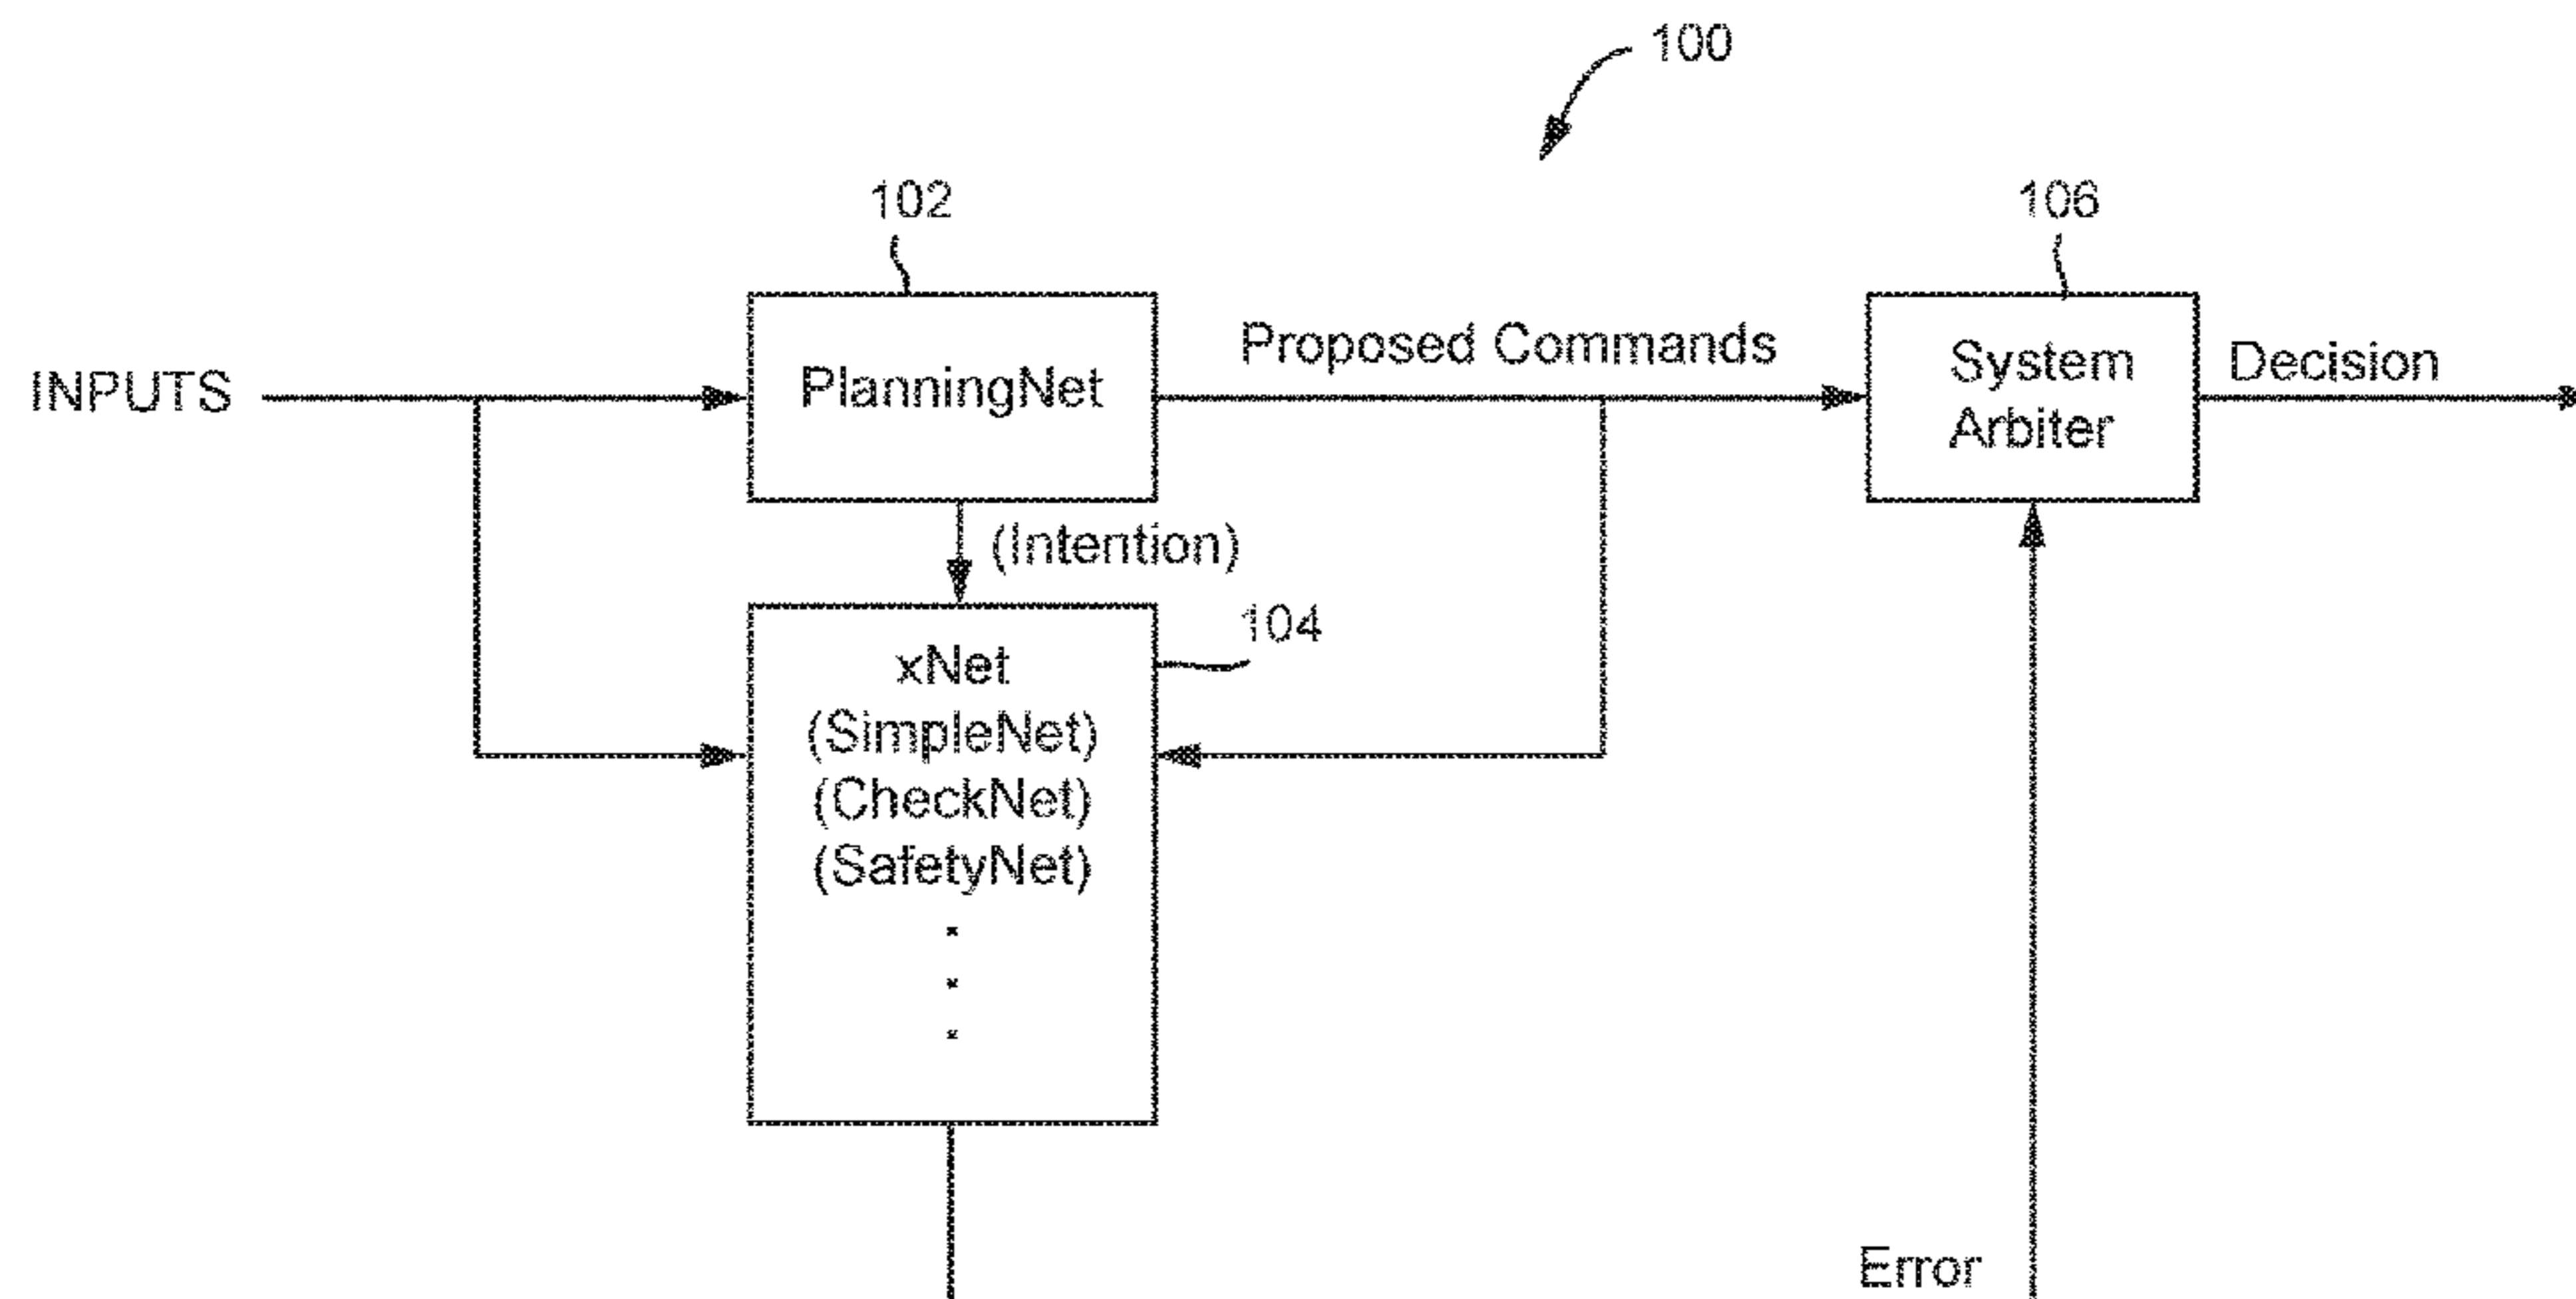 100
102
106
INPUTS
PlanningNet
Proposed Commands
System
Arbiter
Decision
(Intention)
104
xNet
(SimpleNet)
(CheckNet)
(SafetyNet)
Error